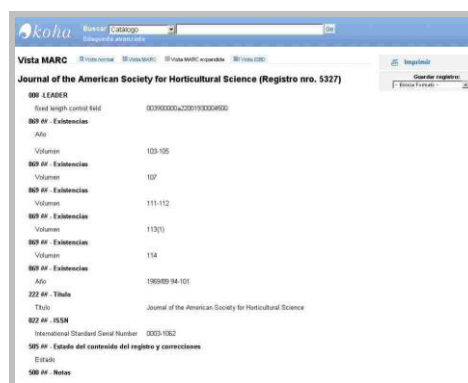 koha Buscar Catálogo Go
Búsqueda avanzada
Vista MARC Vista normal Vista MARC Vista MARC expandida Vista ISBD
Imprimir
Journal of the American Society for Horticultural Science (Registro nro. 5327)
Guardar registro:
000 -LEADER
fixed length control field
869 ## - Existencias
Año
Volumen 103-105
869 ## - Existencias
Volumen 107
869 ## - Existencias
Volumen 111-112
869 ## - Existencias
Volumen 113(1)
869 ## - Existencias
Volumen 114
869 ## - Existencias
Año 1969/89 94-101
222 ## - Título
Título Journal of the American Society for Horticultural Science
022 ## - ISSN
International Standard Serial Number 0003-1062
505 ## - Estado del contenido del registro y correcciones
Estado
500 ## - Notas